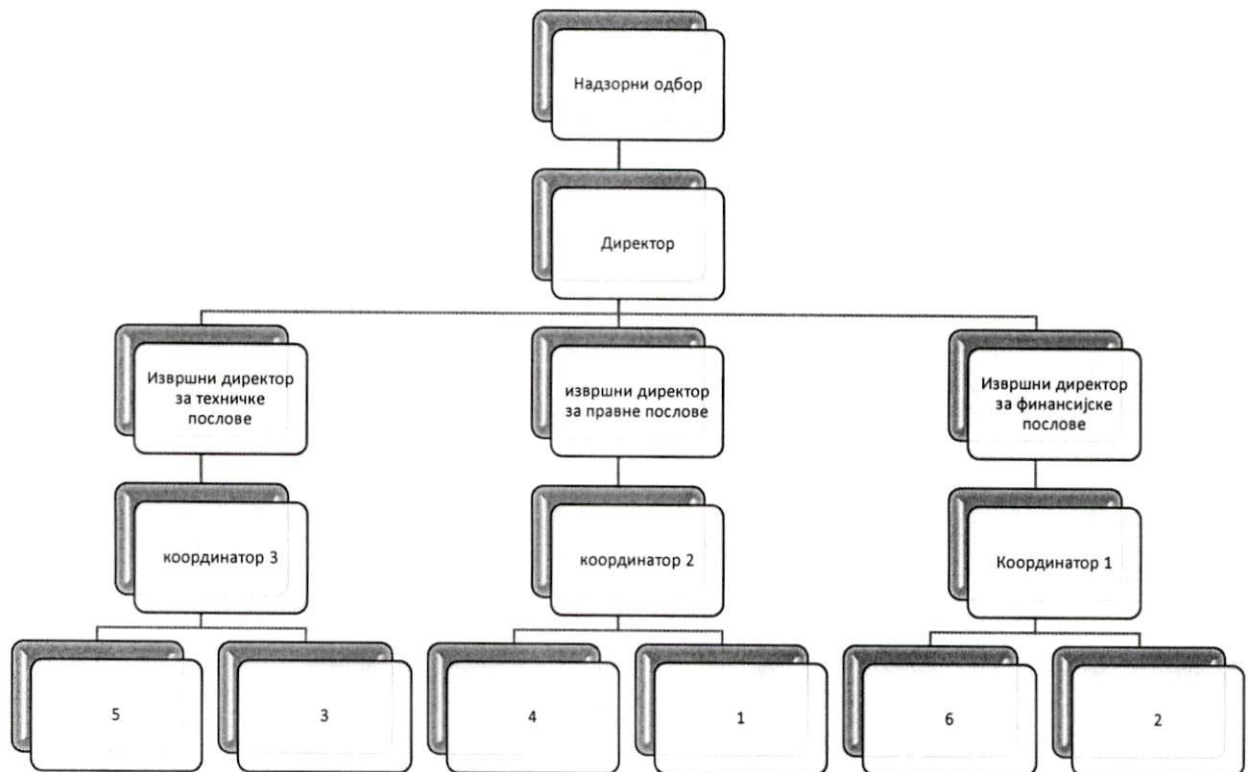 Надзорни одбор
Директор
Извршни директор
за техничке
послове
извршни директор
за правне послове
Извршни директор
за финансијске
послове
координатор 3
координатор 2
Координатор 1
5
3
4
1
6
2